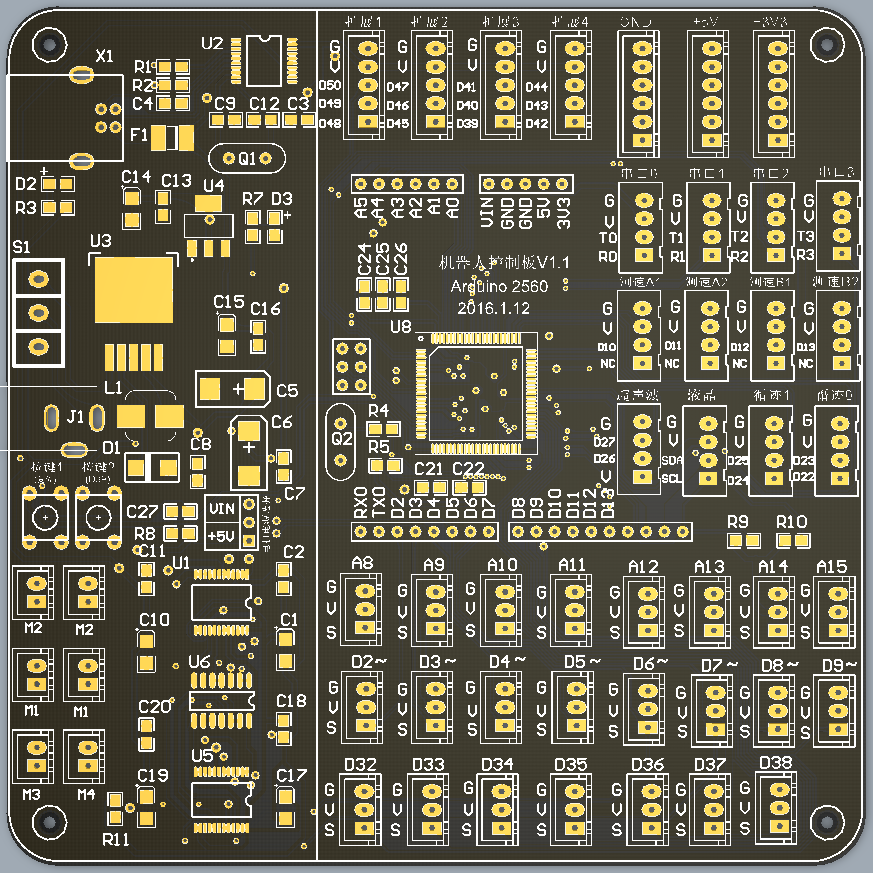 扩展1 扩展2 扩展3 扩展4 GND +5V +3V3
X1 U2
R1 R2 C4 F1
C9 C12 C3
G V D50 D49 D48
G V D47 D46 D45
G V D41 D40 D39
G V D44 D43 D42
Q1
D2 R3 C14 C13 U4 R7 D3
A5 A4 A3 A2 A1 A0
VIN GND GND 5V 3V3
串口0 串口1 串口2 串口3
G V T0 R0
G V T1 R1
G V T2 R2
G V T3 R3
S1 U3 C15 C16
C24 C25 C26
机器人控制板V1.1
Arduino 2560
2016.1.12
U8
测速A1 测速A2 测速B1 测速B2
G V D10 NC
G V D11 NC
G V D12 NC
G V D13 NC
L1 C5 J1 D1 C6 C8 C7
R4 Q2 R5 C21 C22
超声波 液晶 循迹1 循迹0
G V D27 D26
G V SDA SCL
G V D25 D24
G V D23 D22
按键1 按键2
C27 R8 VIN +5V
RX0 TX0 D2 D3 D4 D5 D6 D7
D8 D9 D10 D11 D12 D13
R9 R10
C11 U1 C2
A8 A9 A10 A11 A12 A13 A14 A15
G V S G V S G V S G V S G V S G V S G V S G V S
M2 M2 C10 C1
U6
D2~ D3~ D4~ D5~ D6~ D7~ D8~ D9~
G V S G V S G V S G V S G V S G V S G V S G V S
M1 M1 C20 C18
U5
M3 M4 C19 C17
D32 D33 D34 D35 D36 D37 D38
G V S G V S G V S G V S G V S G V S G V S
R11